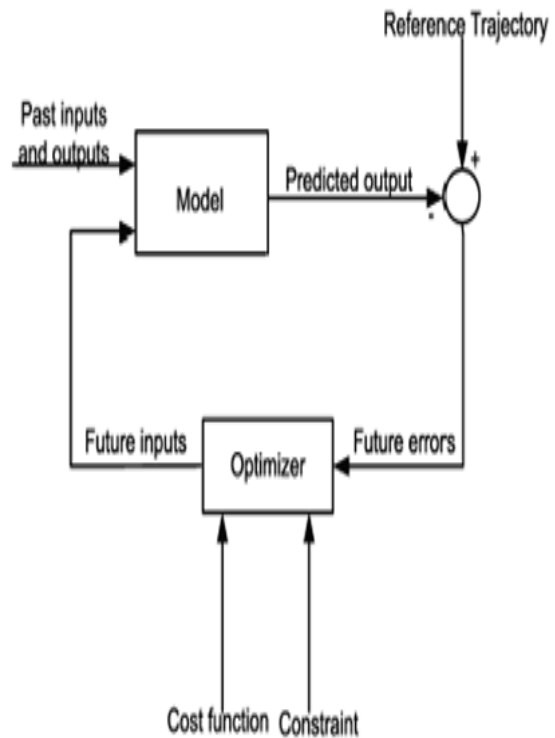 Reference Trajectory
Past inputs
and outputs
+
Model
Predicted output
-
Future inputs
Optimizer
Future errors
Cost function
Constraint